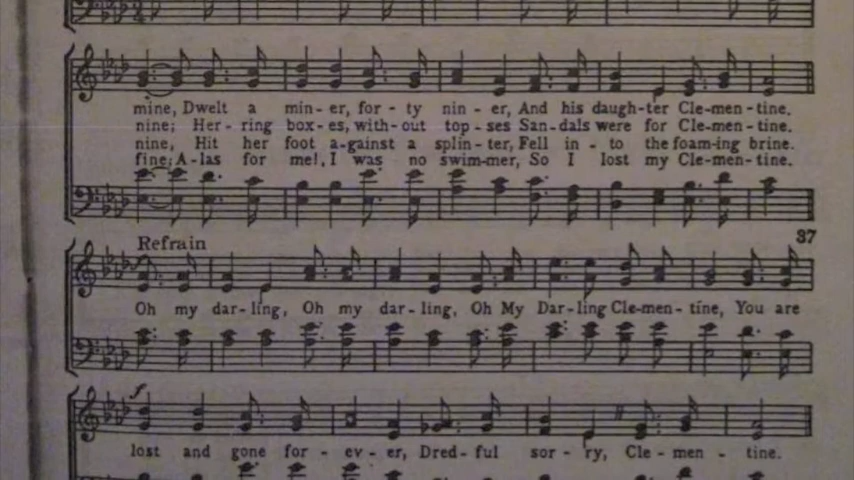 mine, Dwelt a min-er, for-ty nin-er, And his daugh-ter Cle-men-tine.
nine; Her-ring box-es, with-out top-ses San-dals were for Cle-men-tine.
nine, Hit her foot a-gainst a splin-ter, Fell in-to the foam-ing brine.
fine; A-las for me!, I was no swim-mer, So I lost my Cle-men-tine.
37
Refrain
Oh my dar-ling, Oh my dar-ling, Oh My Dar-ling Cle-men-tine, You are
f
lost and gone for-ev-er, Dred-ful sor-ry, Cle-men-tine.